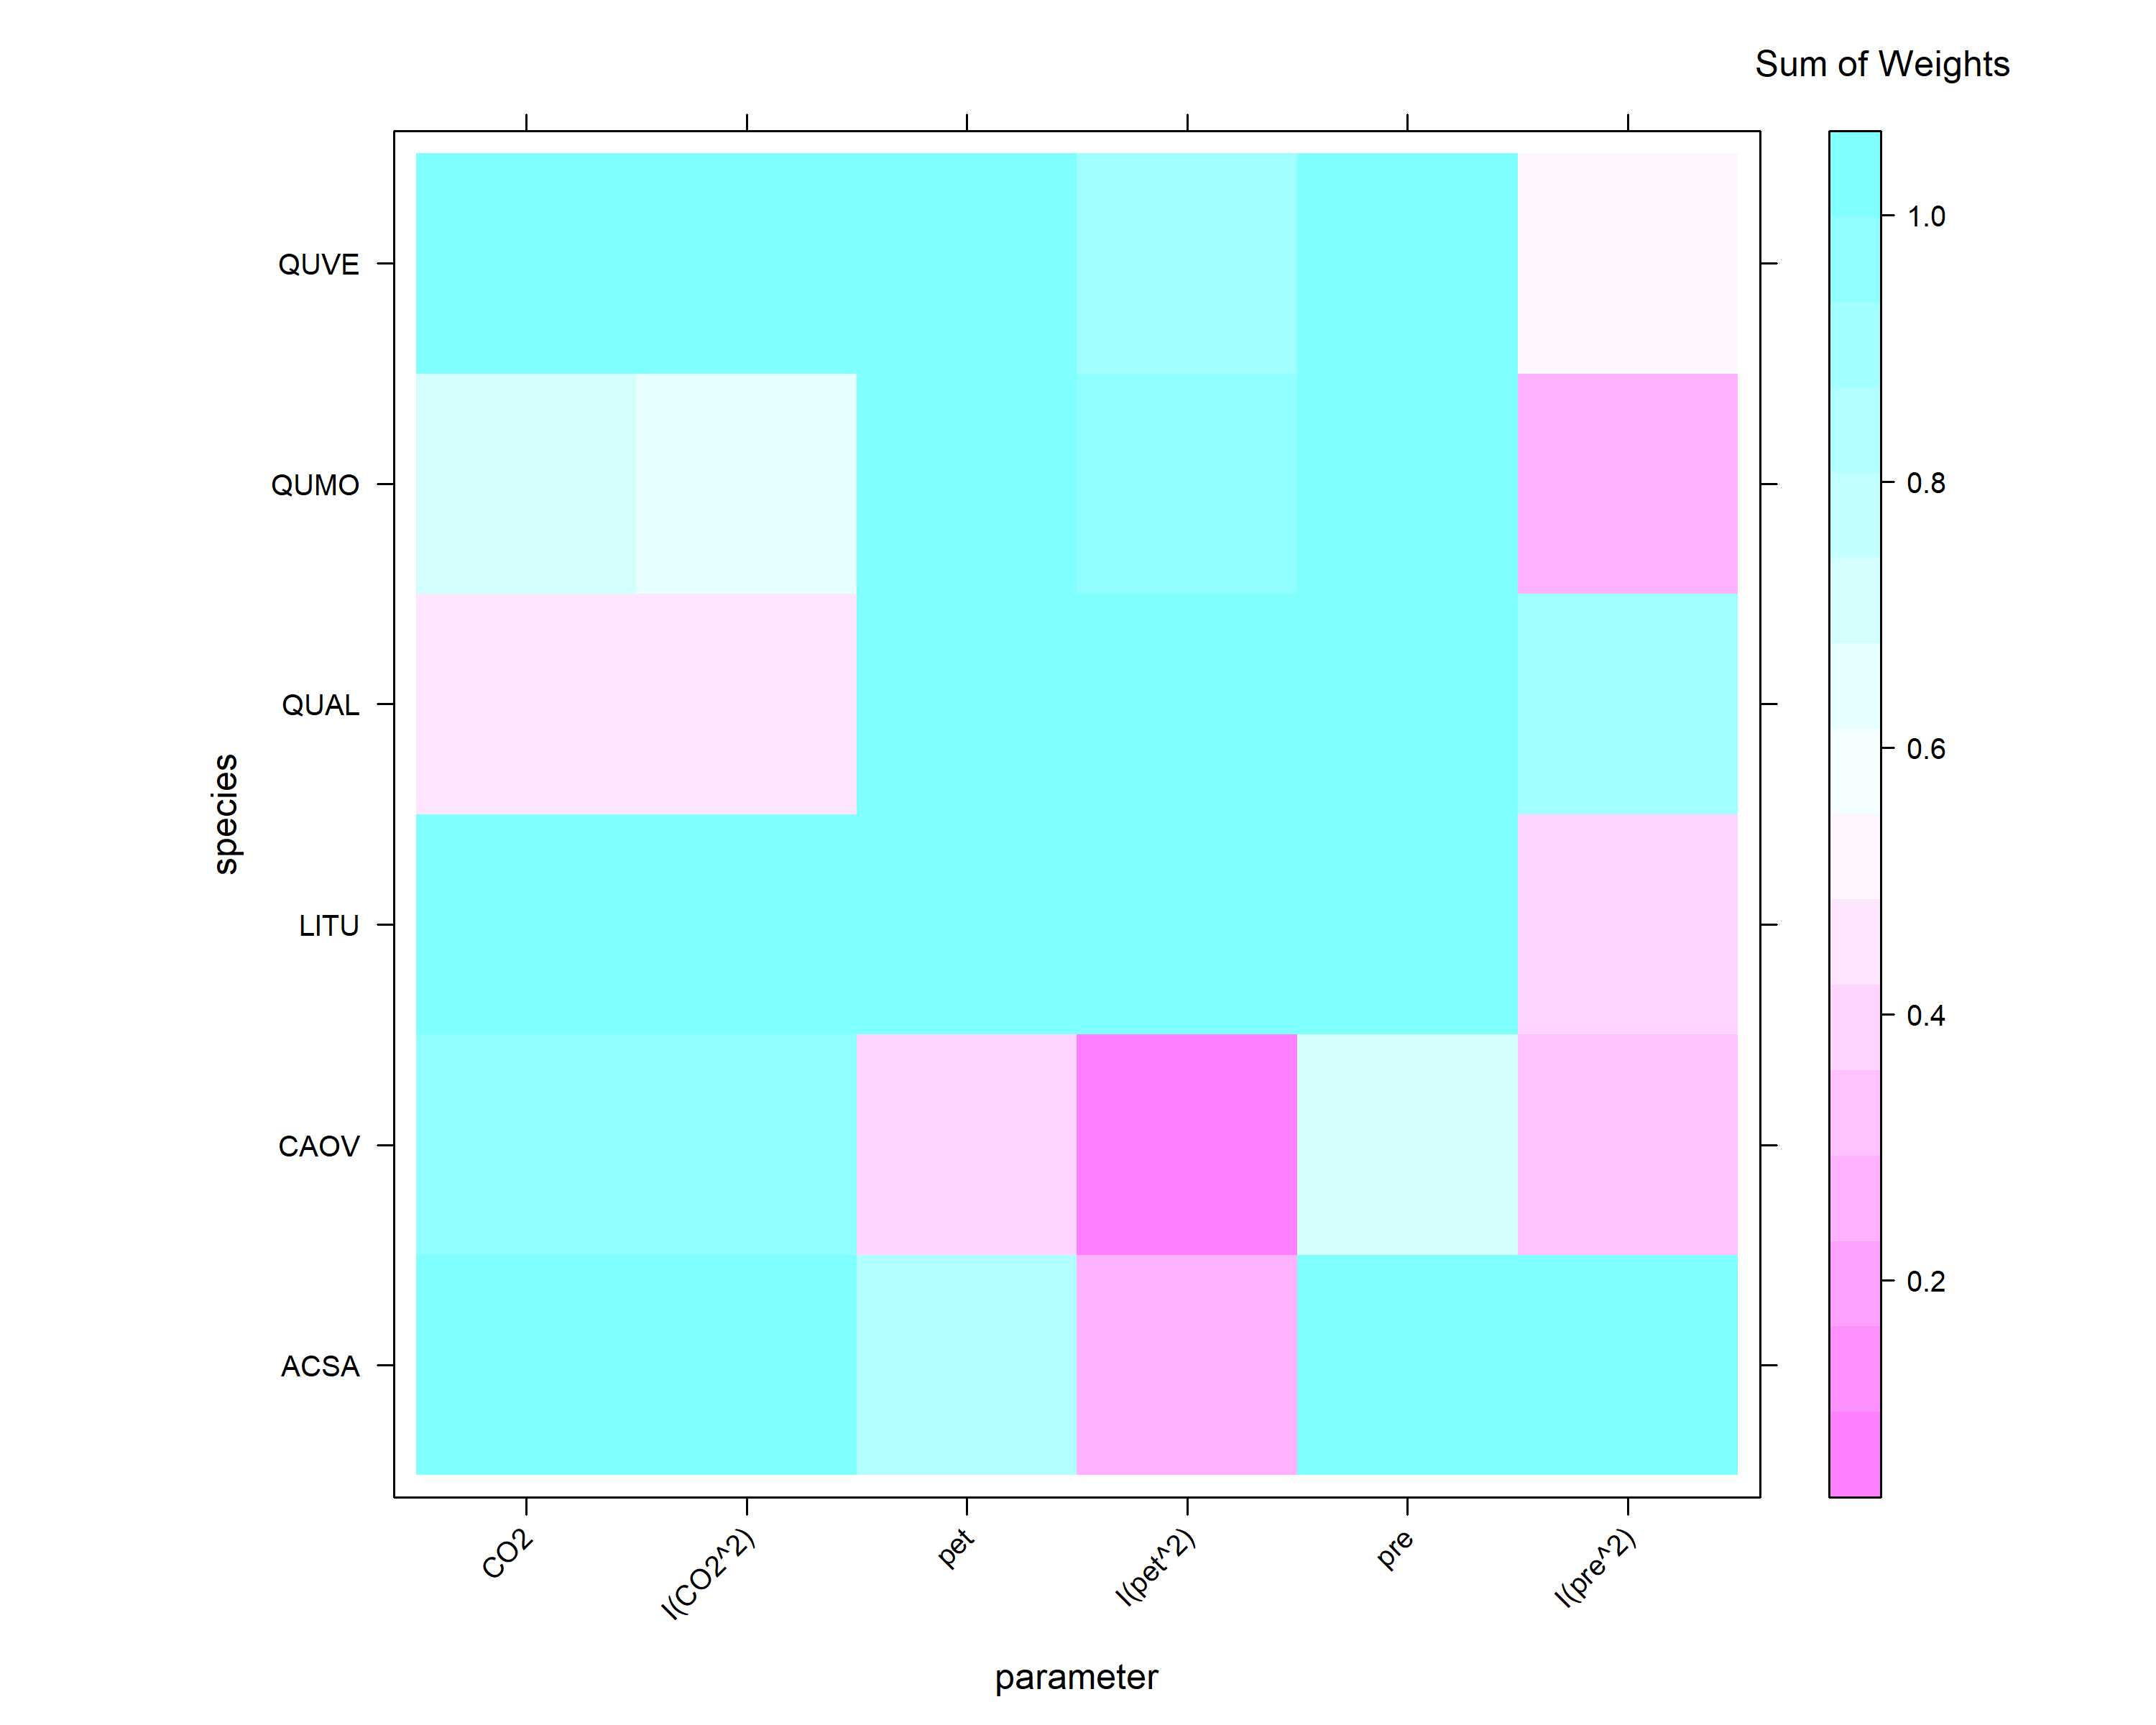 Sum of Weights
QUVE
QUMO
QUAL
LITU
CAOV
ACSA
species
CO2
I(CO2^2)
pet
I(pet^2)
pre
I(pre^2)
parameter
1.0
0.8
0.6
0.4
0.2